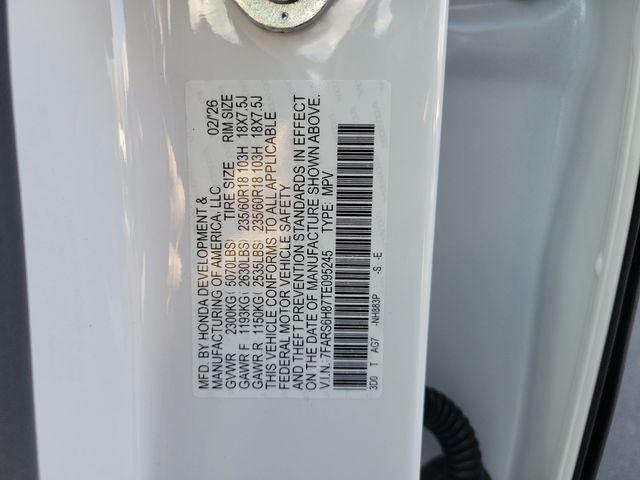 MFD. BY HONDA DEVELOPMENT &
MANUFACTURING OF AMERICA, LLC 02/'26
GVWR 2300KG( 5070LBS) TIRE SIZE RIM SIZE
GAWR F 1193KG( 2630LBS) 235/60R18 103H 18X7.5J
GAWR R 1150KG( 2535LBS) 235/60R18 103H 18X7.5J
THIS VEHICLE CONFORMS TO ALL APPLICABLE
FEDERAL MOTOR VEHICLE SAFETY
AND THEFT PREVENTION STANDARDS IN EFFECT
ON THE DATE OF MANUFACTURE SHOWN ABOVE.
V.I.N.: 7FARS6H87TE095245 TYPE: MPV
3D0 T AG7 -NH883P -S -E